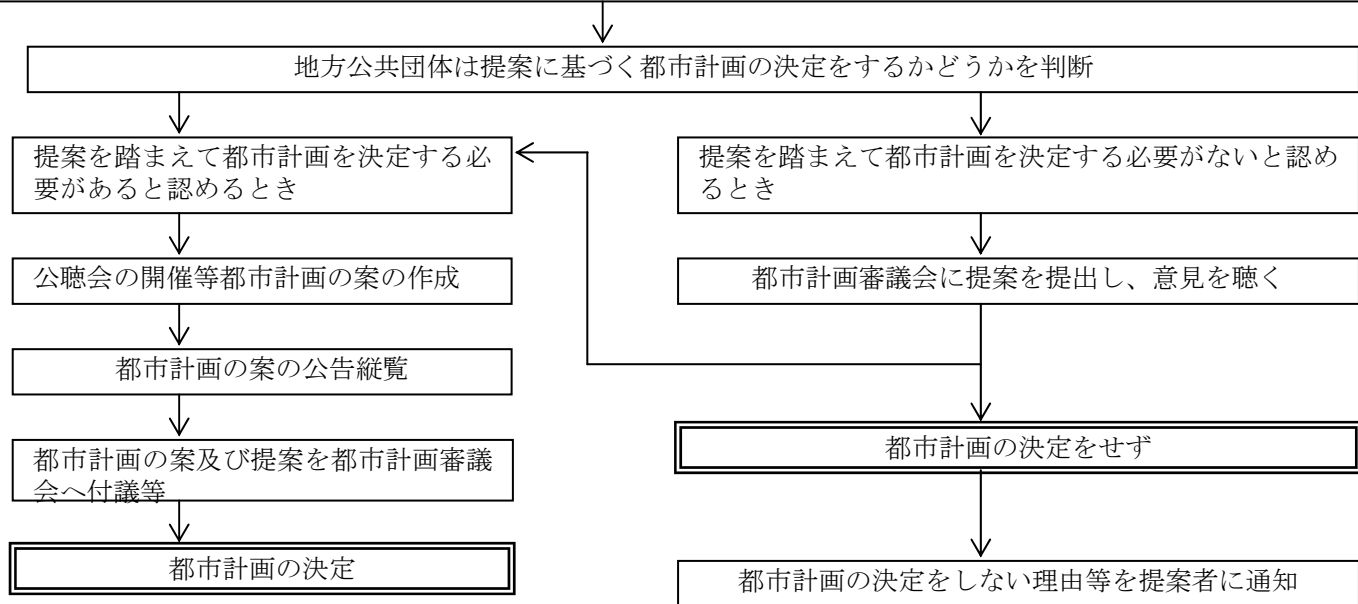 地方公共団体は提案に基づく都市計画の決定をするかどうかを判断
提案を踏まえて都市計画を決定する必
要があると認めるとき
提案を踏まえて都市計画を決定する必要がないと認め
るとき
公聴会の開催等都市計画の案の作成
都市計画審議会に提案を提出し、意見を聴く
都市計画の案の公告縦覧
都市計画の案及び提案を都市計画審議
会へ付議等
都市計画の決定をせず
都市計画の決定
都市計画の決定をしない理由等を提案者に通知